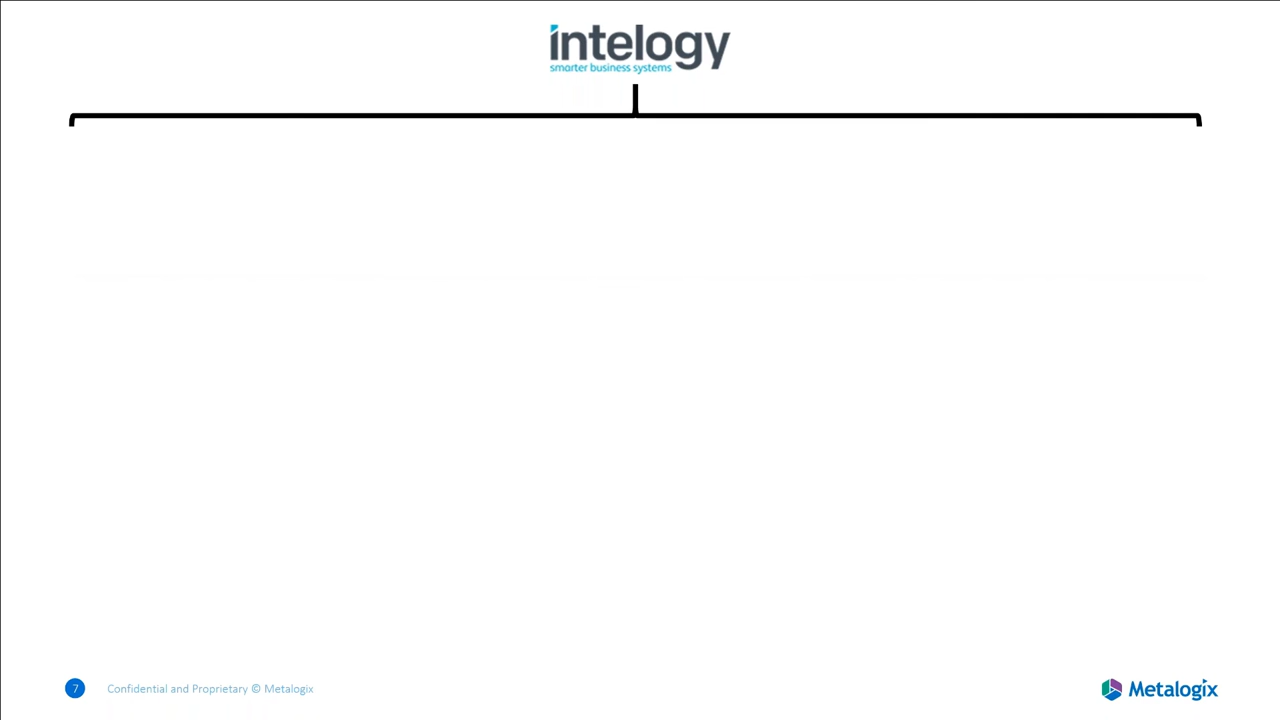 intelogy
smarter business systems
7
Confidential and Proprietary © Metalogix
Metalogix